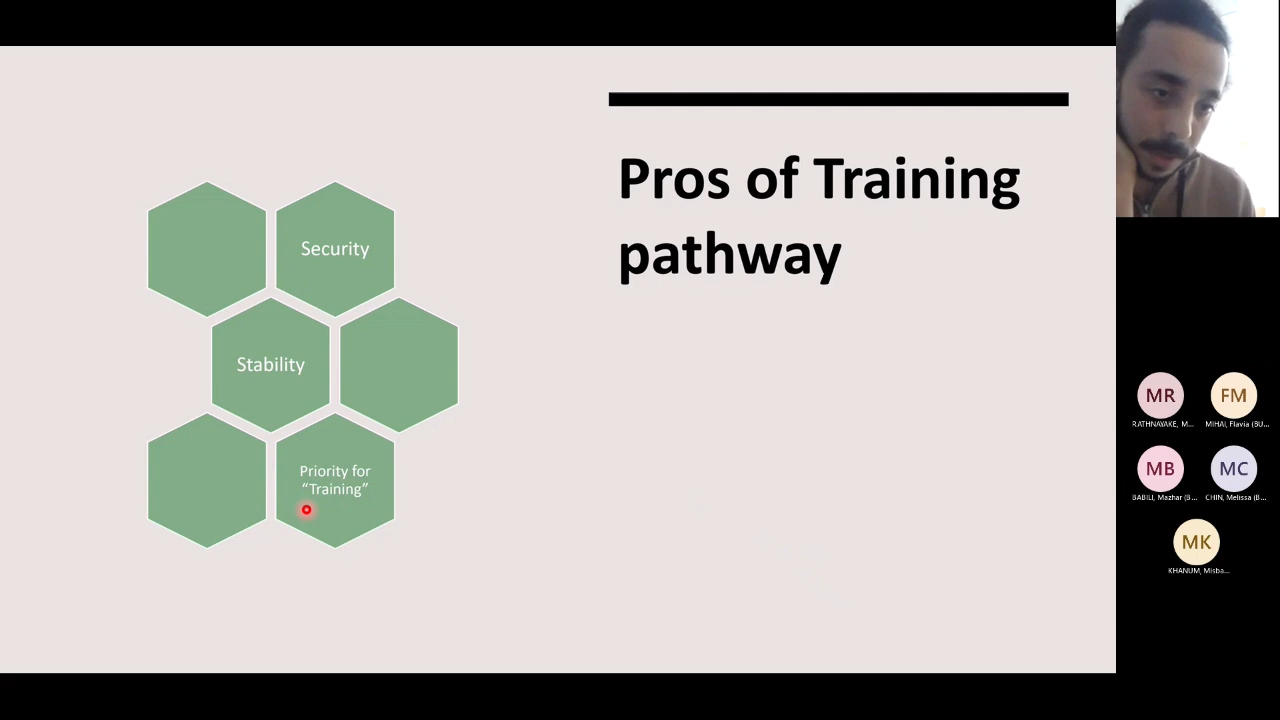 Pros of Training
pathway
Security
Stability
Priority for
“Training”
MR
FM
RATHNAYAKE, M...
MIHAI, Flavia (BU...
MB
MC
BABILI, Mazhar (B...
CHIN, Melissa (B...
MK
KHANUM, Misba...